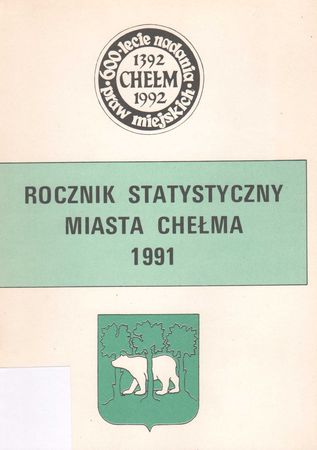 600-lecie nadania
1392
CHEŁM
1992
praw miejskich
ROCZNIK STATYSTYCZNY
MIASTA CHEŁMA
1991